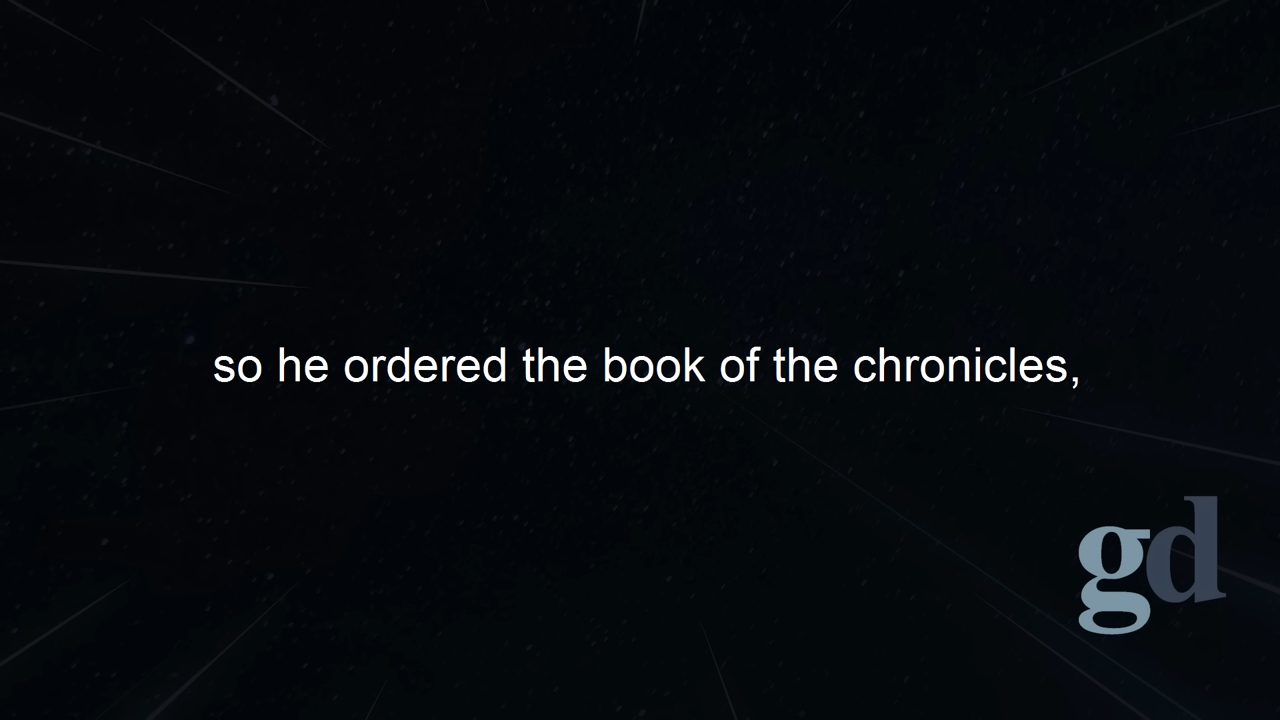 so he ordered the book of the chronicles,
gd